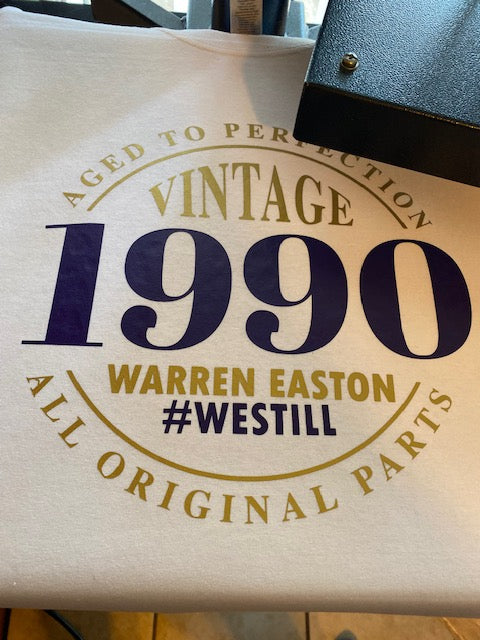 AGED TO PERFECTION
VINTAGE
1990
WARREN EASTON
#WESTILL
ALL ORIGINAL PARTS